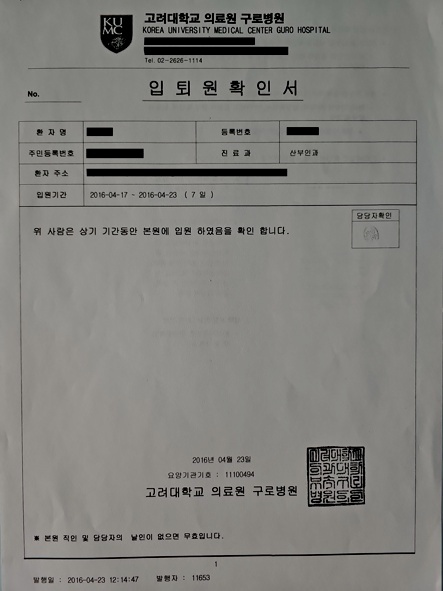 KU
MC
고려대학교 의료원 구로병원
KOREA UNIVERSITY MEDICAL CENTER GURO HOSPITAL
Tel. 02-2626-1114
No.
입 퇴 원 확 인 서
환 자 명 등록번호
주민등록번호 진 료 과 산부인과
환자 주소
입원기간 2016-04-17 - 2016-04-23 ( 7 일 )
담당자확인
위 사람은 상기 기간동안 본원에 입원 하였음을 확인 합니다.
2016년 04월 23일
요양기관기호 : 11100494
고려대학교 의료원 구로병원
※ 본원 직인 및 담당자의 날인이 없으면 무효입니다.
1
발행일 : 2016-04-23 12:14:47 발행자 : 11653